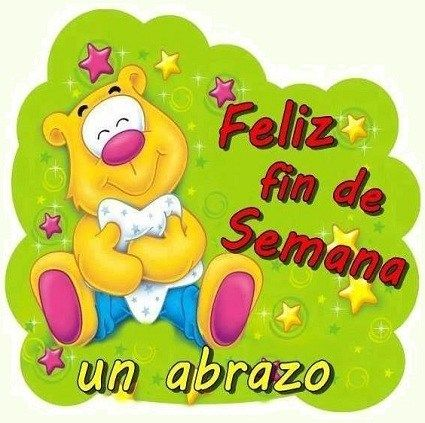 Feliz
fin de
Semana
un abrazo